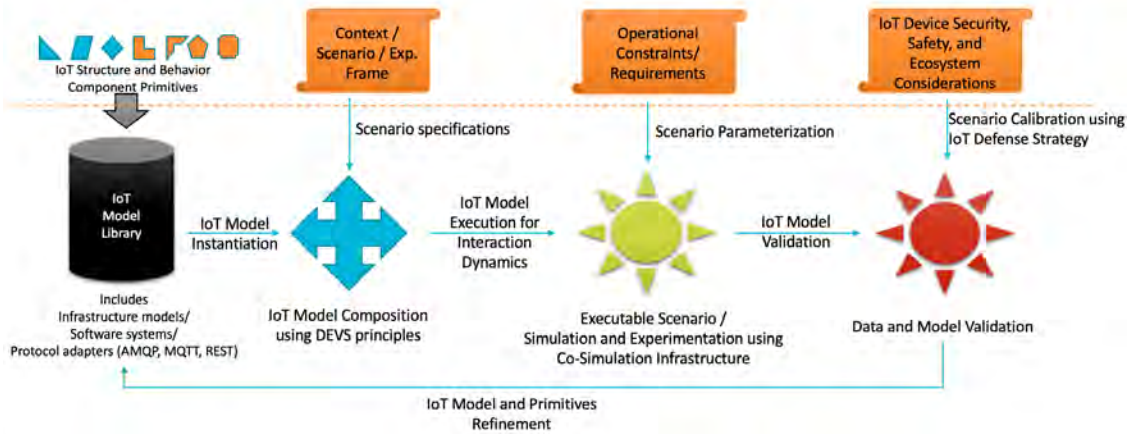 IoT Structure and Behavior
Component Primitives
Context /
Scenario / Exp.
Frame
Operational
Constraints/
Requirements
IoT Device Security,
Safety, and
Ecosystem
Considerations
Scenario specifications
Scenario Parameterization
Scenario Calibration using
IoT Defense Strategy
IoT
Model
Library
IoT Model
Instantiation
IoT Model
Execution for
Interaction
Dynamics
IoT Model
Validation
Includes
Infrastructure models/
Software systems/
Protocol adapters (AMQP, MQTT, REST)
IoT Model Composition
using DEVS principles
Executable Scenario /
Simulation and Experimentation using
Co-Simulation Infrastructure
Data and Model Validation
IoT Model and Primitives
Refinement